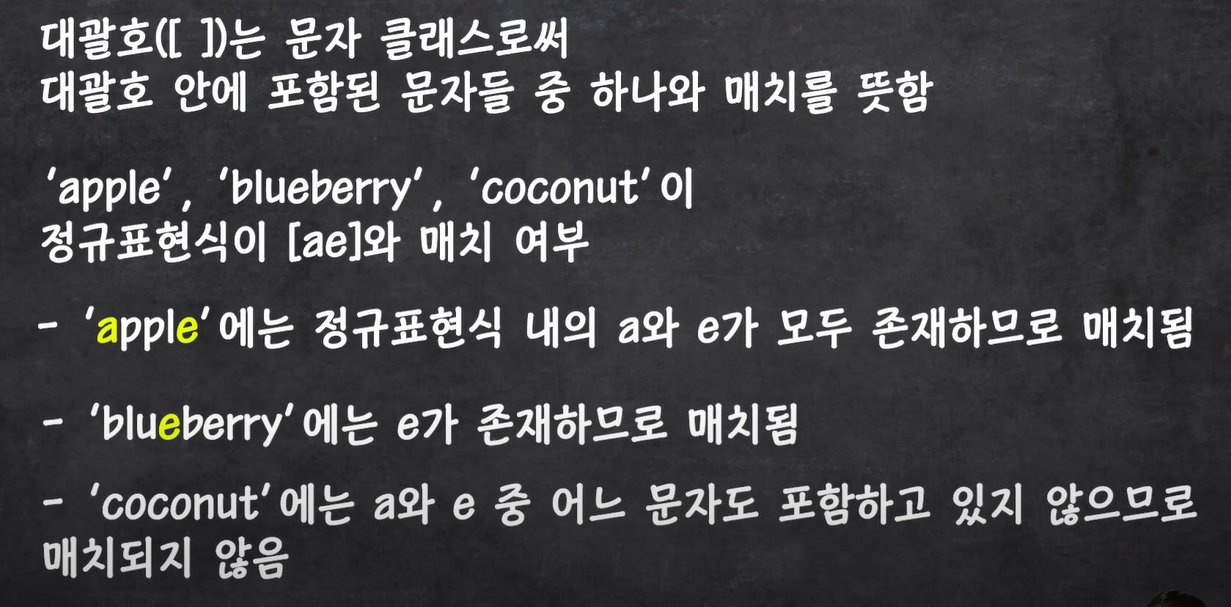 대괄호([ ])는 문자 클래스로써
대괄호 안에 포함된 문자들 중 하나와 매치를 뜻함
'apple', 'blueberry', 'coconut'이
정규표현식이 [ae]와 매치 여부
- 'apple'에는 정규표현식 내의 a와 e가 모두 존재하므로 매치됨
- 'blueberry'에는 e가 존재하므로 매치됨
- 'coconut'에는 a와 e 중 어느 문자도 포함하고 있지 않으므로
매치되지 않음